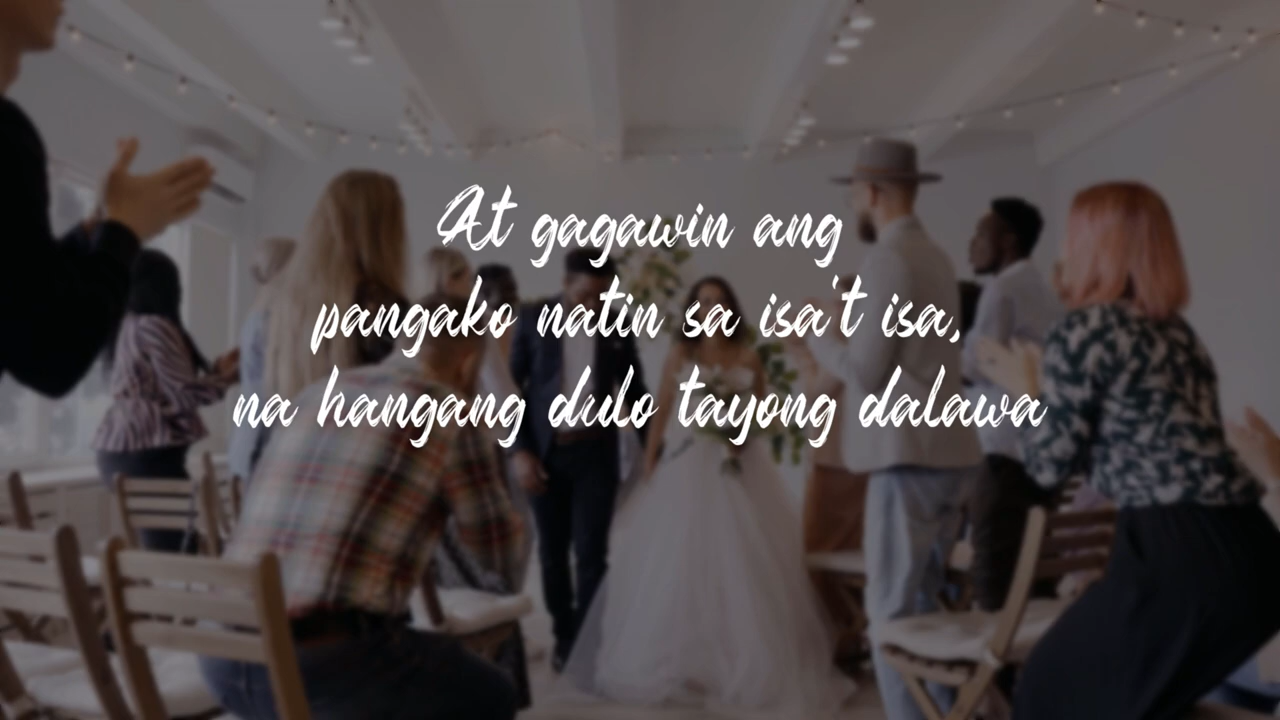 At gagawin ang
pangako natin sa isa't isa,
na hangang dulo tayong dalawa